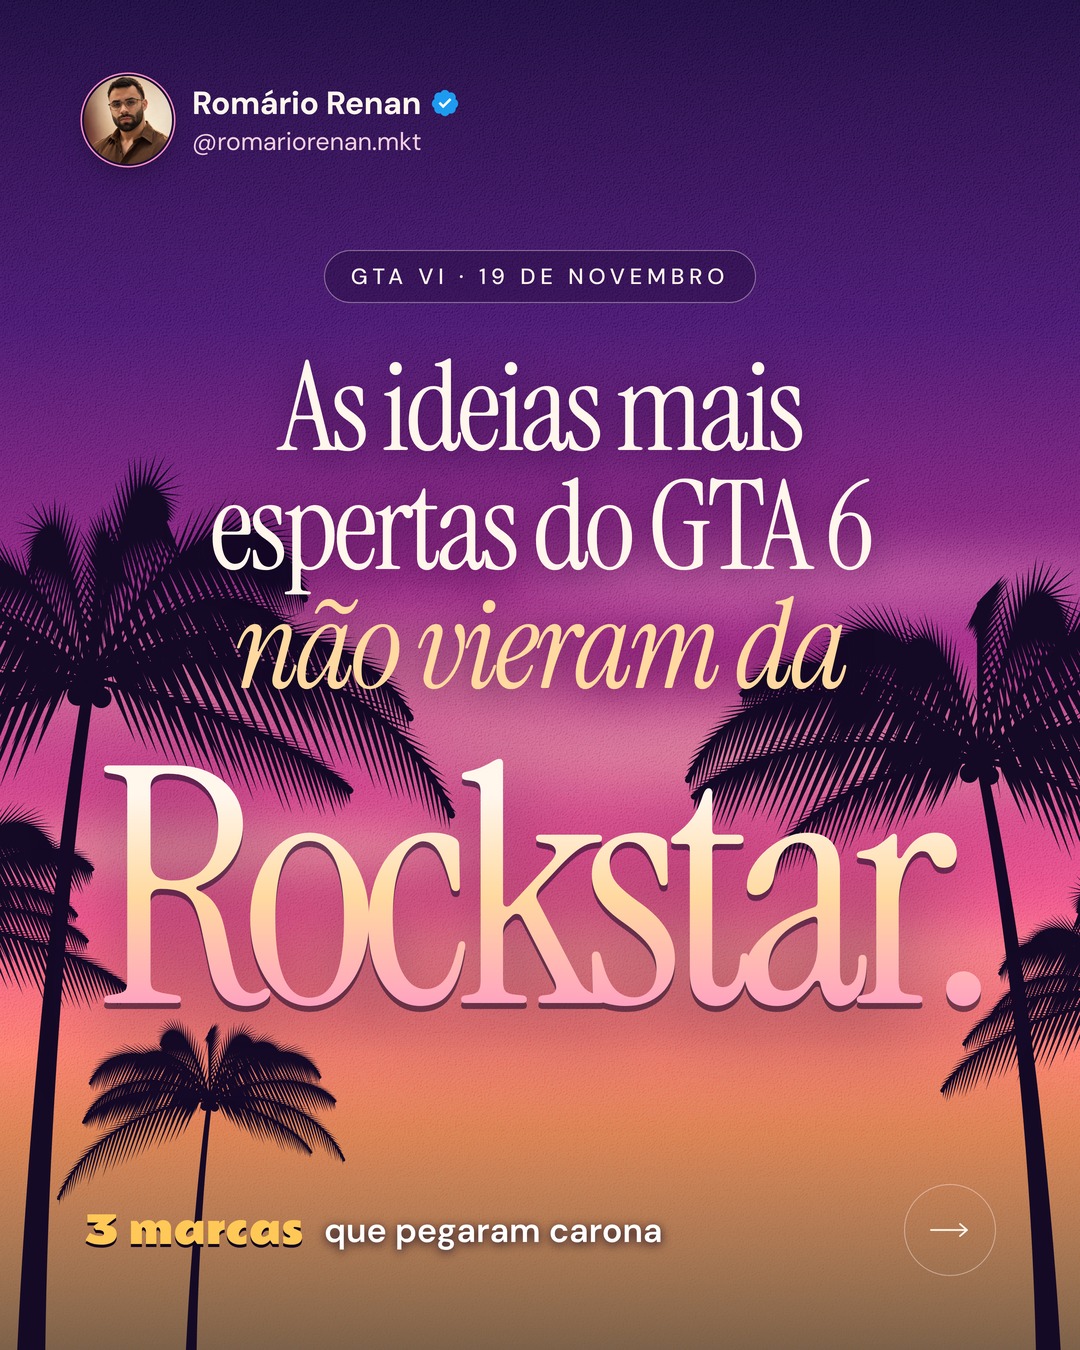 Romário Renan
@romariorenan.mkt
GTA VI · 19 DE NOVEMBRO
As ideias mais
espertas do GTA 6
não vieram da
Rockstar.
3 marcas que pegaram carona